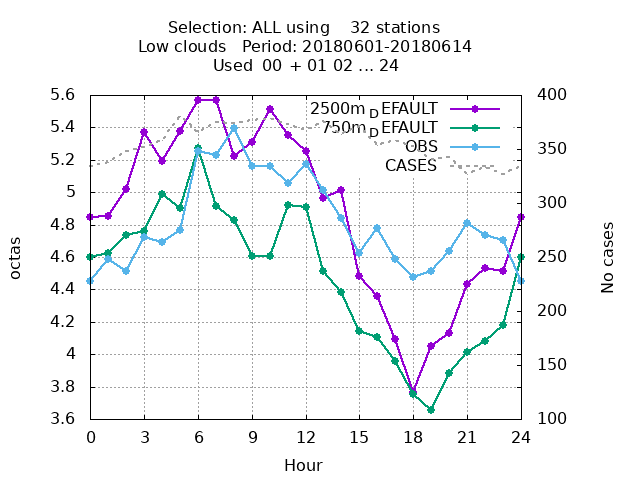 Selection: ALL using    32 stations
Low clouds   Period: 20180601-20180614
Used  00 + 01 02 ... 24
5.6
5.4
5.2
5
4.8
4.6
4.4
4.2
4
3.8
3.6
octas
400
350
300
250
200
150
100
No cases
2500m_DEFAULT
750m_DEFAULT
OBS
CASES
0 3 6 9 12 15 18 21 24
Hour